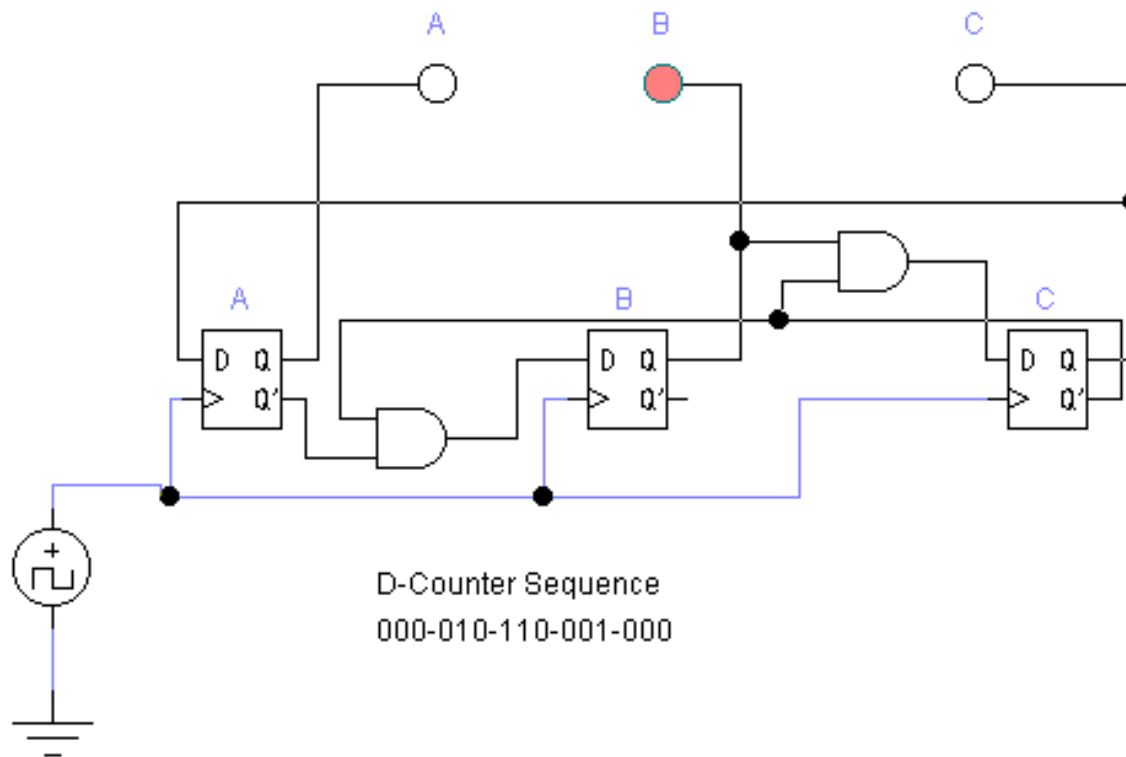 A B C
A B C
D Q D Q D Q
Q' Q' Q'
+
D-Counter Sequence
000-010-110-001-000